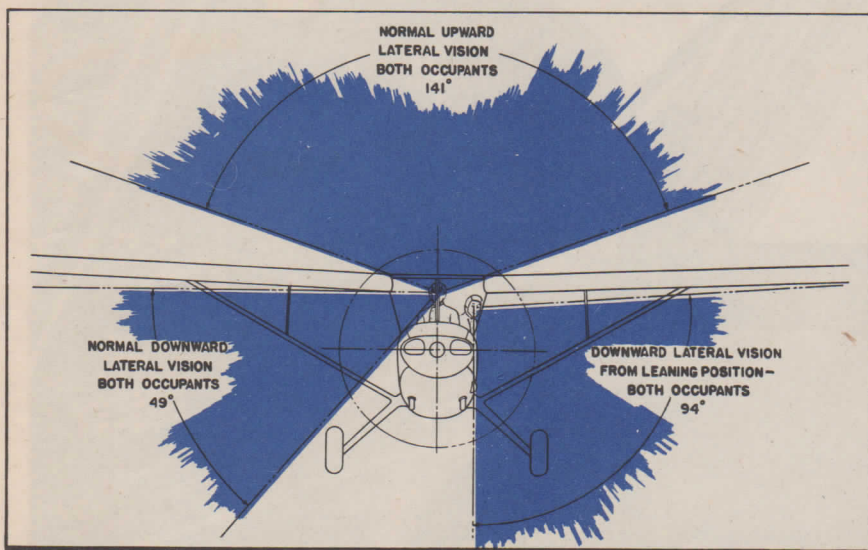 NORMAL UPWARD
LATERAL VISION
BOTH OCCUPANTS
141°
NORMAL DOWNWARD
LATERAL VISION
BOTH OCCUPANTS
49°
DOWNWARD LATERAL VISION
FROM LEANING POSITION—
BOTH OCCUPANTS
94°